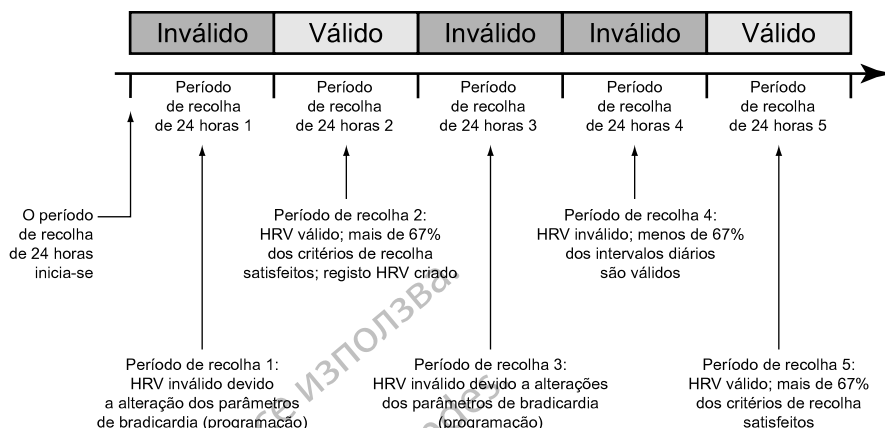 Inválido Válido Inválido Inválido Válido
Período
de recolha
de 24 horas 1
Período
de recolha
de 24 horas 2
Período
de recolha
de 24 horas 3
Período
de recolha
de 24 horas 4
Período
de recolha
de 24 horas 5
O período
de recolha
de 24 horas
inicia-se
Período de recolha 2:
HRV válido; mais de 67%
dos critérios de recolha
satisfeitos; registo HRV criado
Período de recolha 4:
HRV inválido; menos de 67%
dos intervalos diários
são válidos
Período de recolha 1:
HRV inválido devido
a alteração dos parâmetros
de bradicardia (programação)
Período de recolha 3:
HRV inválido devido a alterações
dos parâmetros de bradicardia
(programação)
Período de recolha 5:
HRV válido; mais de 67%
dos critérios de recolha
satisfeitos
се използва.